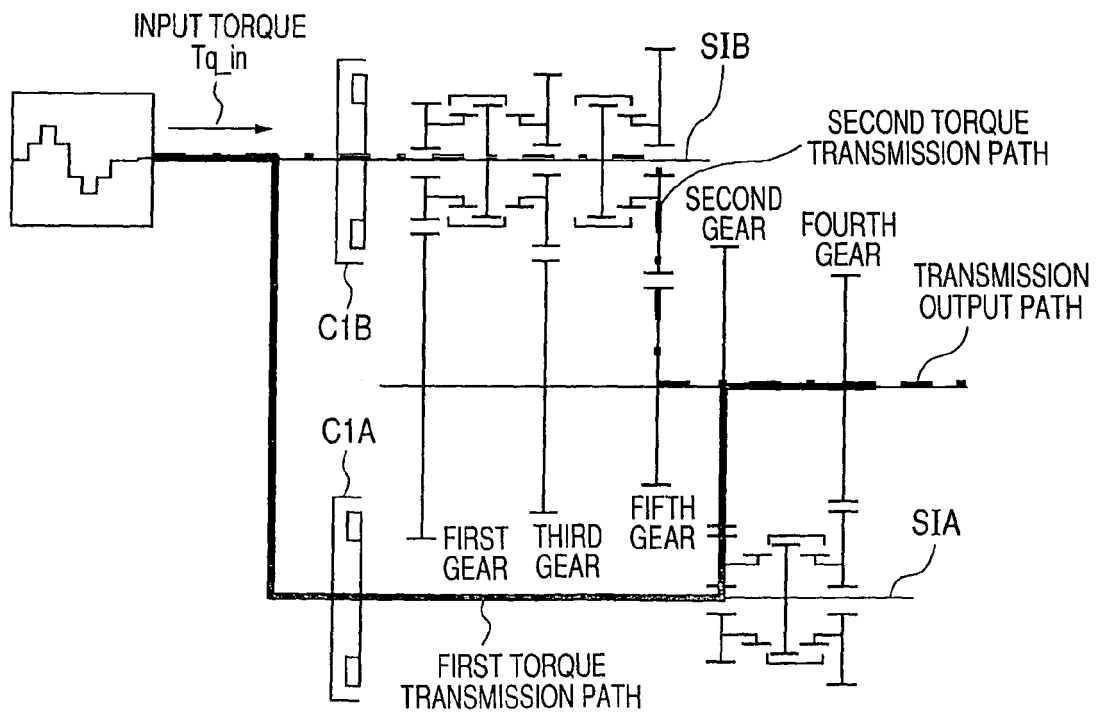 INPUT TORQUE
Tq_in
SIB
SECOND TORQUE
TRANSMISSION PATH
SECOND
GEAR
FOURTH
GEAR
TRANSMISSION
OUTPUT PATH
C1B
C1A
FIRST
GEAR
THIRD
GEAR
FIFTH
GEAR
SIA
FIRST TORQUE
TRANSMISSION PATH